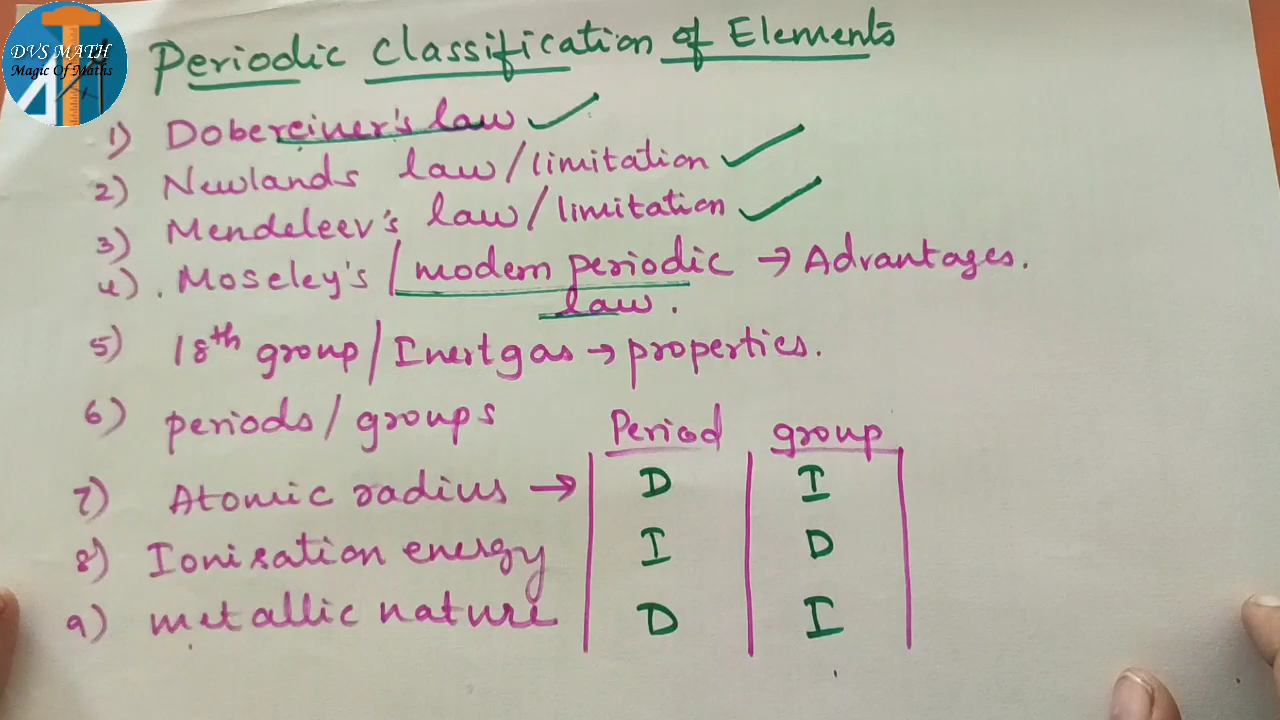 DVS MATH
Magic Of Maths
Periodic Classification of Elements
1) Dobereiner's law
2) Newlands law/limitation
3) Mendeleev's law/limitation
4). Moseley's / modern periodic → Advantages.
law.
5) 18th group/Inertgas → properties.
6) periods/groups
Period group
7) Atomic radius → D I
8) Ionisation energy I D
9) metallic nature D I